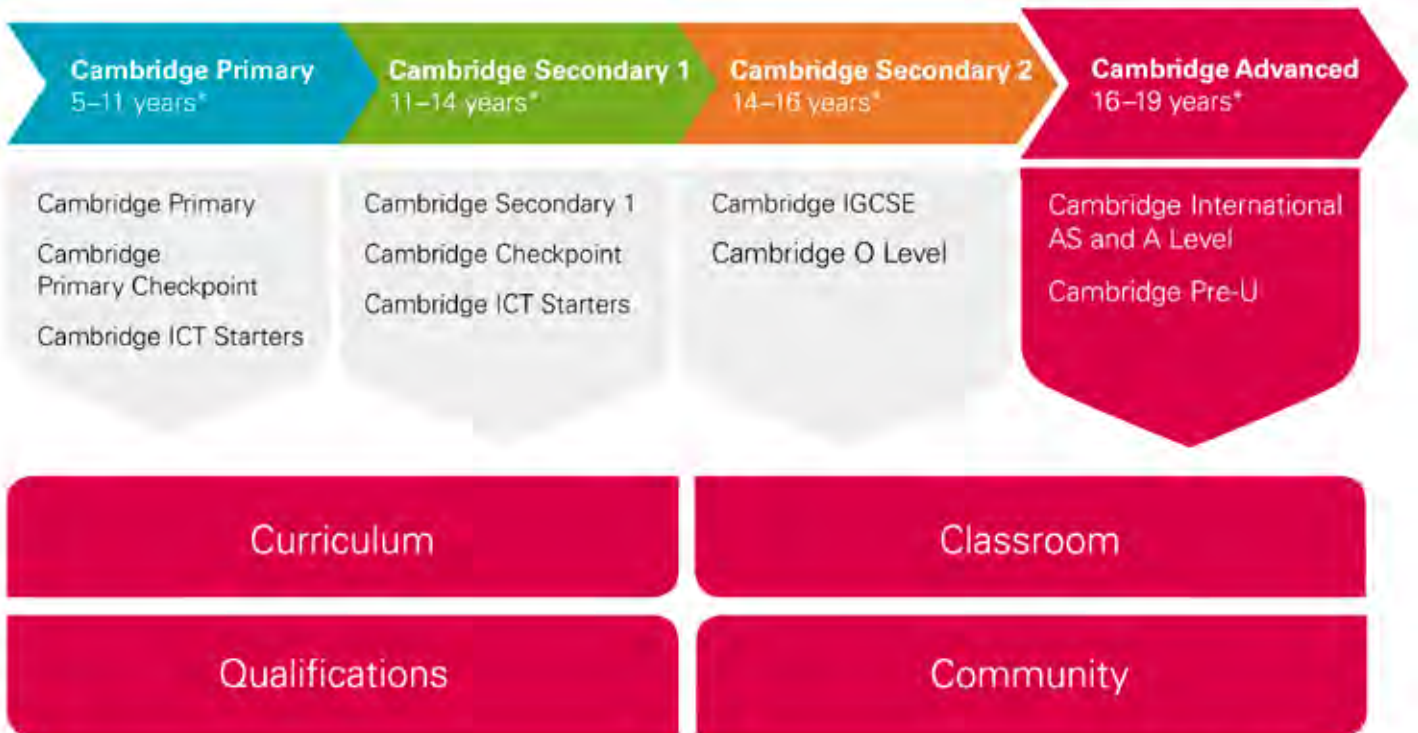 Cambridge Primary
5–11 years*
Cambridge Secondary 1
11–14 years*
Cambridge Secondary 2
14–16 years*
Cambridge Advanced
16–19 years*
Cambridge Primary
Cambridge
Primary Checkpoint
Cambridge ICT Starters
Cambridge Secondary 1
Cambridge Checkpoint
Cambridge ICT Starters
Cambridge IGCSE
Cambridge O Level
Cambridge International
AS and A Level
Cambridge Pre-U
Curriculum
Classroom
Qualifications
Community